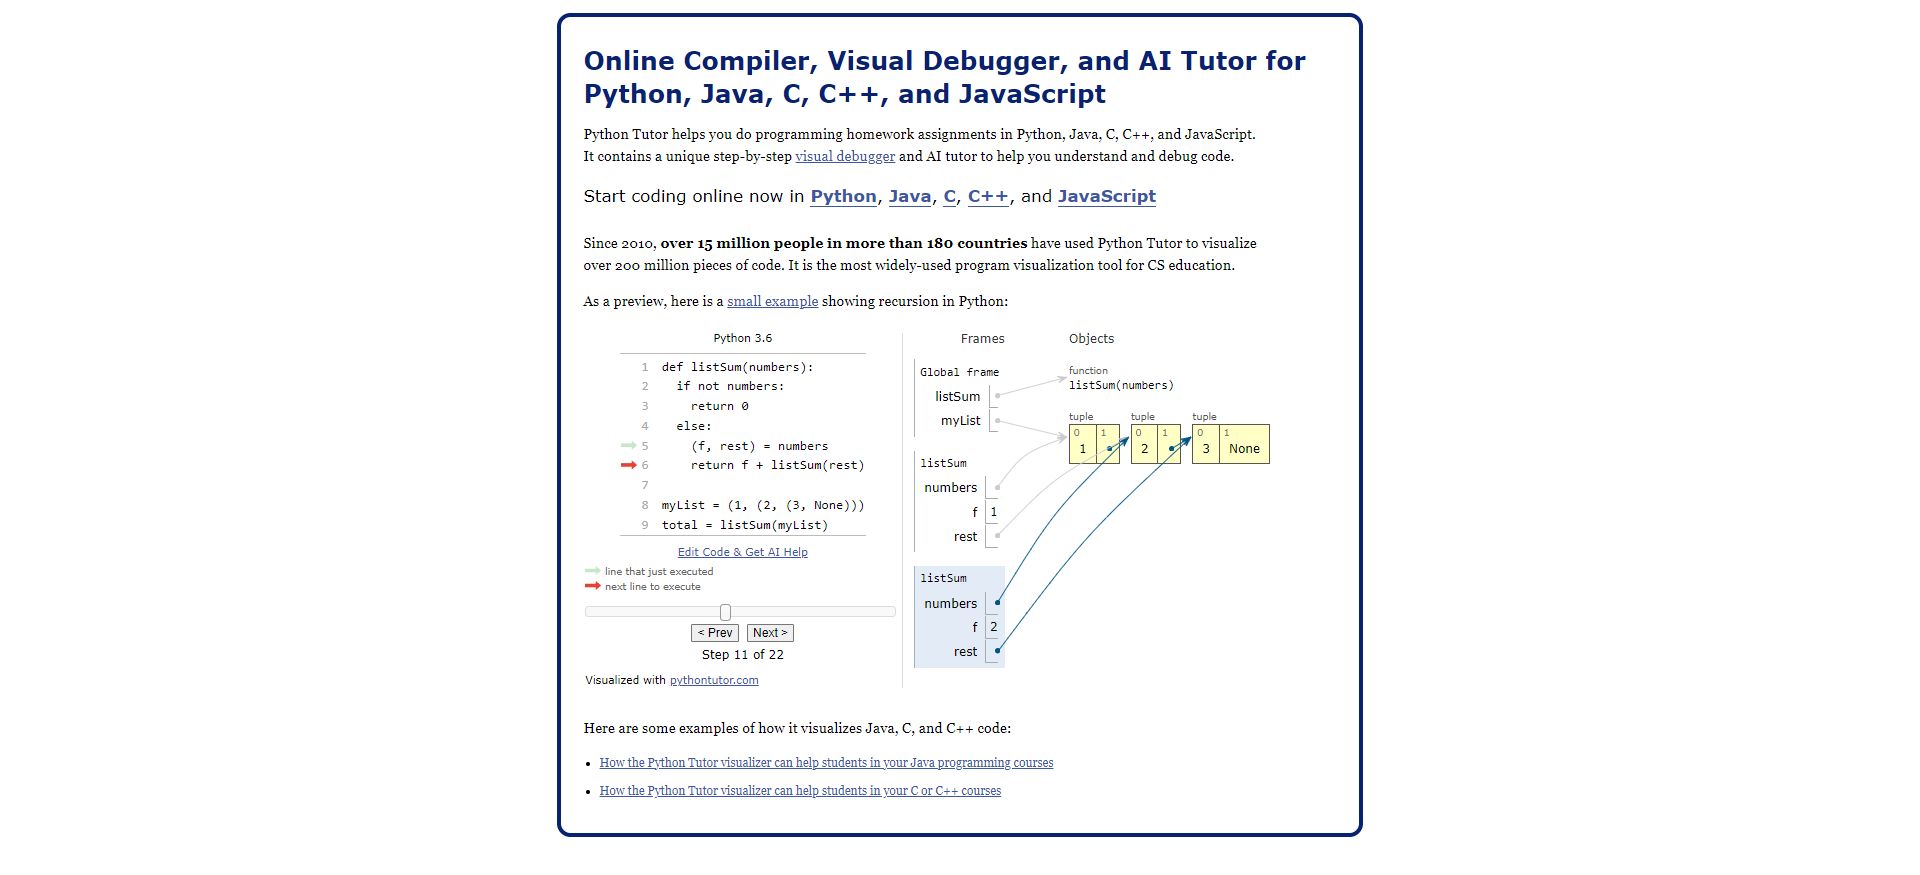 Online Compiler, Visual Debugger, and AI Tutor for
Python, Java, C, C++, and JavaScript
Python Tutor helps you do programming homework assignments in Python, Java, C, C++, and JavaScript.
It contains a unique step-by-step visual debugger and AI tutor to help you understand and debug code.
Start coding online now in Python, Java, C, C++, and JavaScript
Since 2010, over 15 million people in more than 180 countries have used Python Tutor to visualize
over 200 million pieces of code. It is the most widely-used program visualization tool for CS education.
As a preview, here is a small example showing recursion in Python:
Python 3.6
1 def listSum(numbers):
2   if not numbers:
3     return 0
4   else:
5     (f, rest) = numbers
6     return f + listSum(rest)
7
8 myList = (1, (2, (3, None)))
9 total = listSum(myList)
Edit Code & Get AI Help
line that just executed
next line to execute
< Prev Next >
Step 11 of 22
Visualized with pythontutor.com
Frames Objects
Global frame
listSum
myList
function
listSum(numbers)
tuple tuple tuple
0 1 0 1 0 1
1 2 3 None
listSum
numbers
f 1
rest
listSum
numbers
f 2
rest
Here are some examples of how it visualizes Java, C, and C++ code:
• How the Python Tutor visualizer can help students in your Java programming courses
• How the Python Tutor visualizer can help students in your C or C++ courses